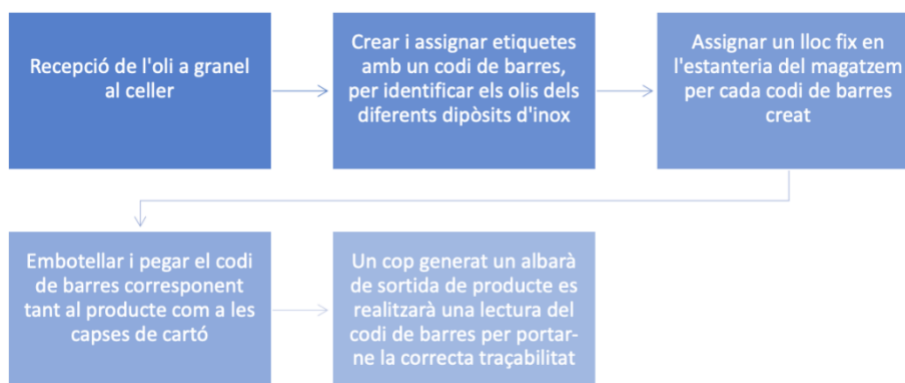 Recepció de l'oli a granel
al celler
Crear i assignar etiquetes
amb un codi de barres,
per identificar els olis dels
diferents dipòsits d'inox
Assignar un lloc fix en
l'estanteria del magatzem
per cada codi de barres
creat
Embotellar i pegar el codi
de barres corresponent
tant al producte com a les
capses de cartó
Un cop generat un albarà
de sortida de producte es
realitzarà una lectura del
codi de barres per portar-
ne la correcta traçabilitat